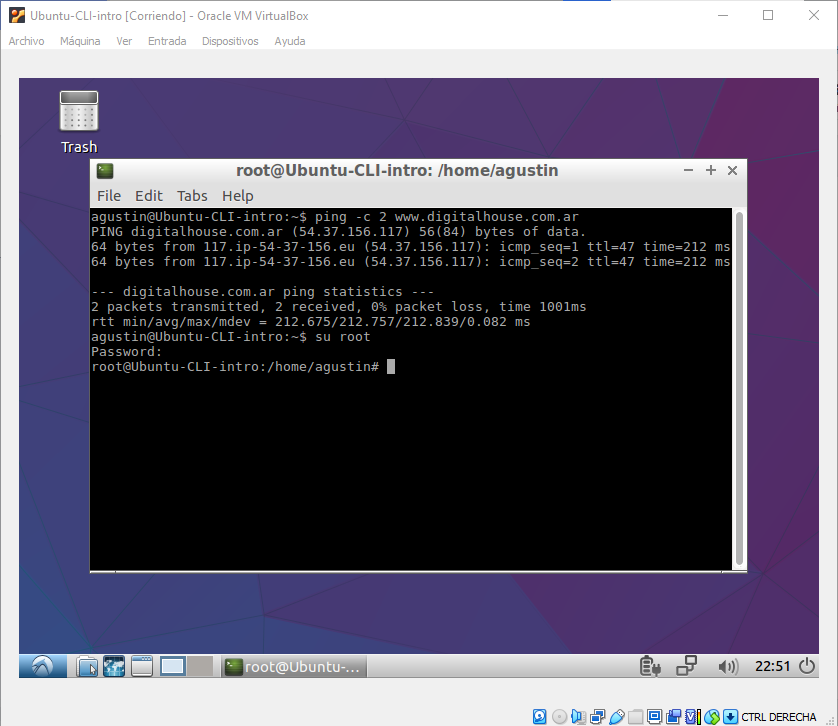 Ubuntu-CLI-intro [Corriendo] - Oracle VM VirtualBox
Archivo Máquina Ver Entrada Dispositivos Ayuda
Trash
root@Ubuntu-CLI-intro: /home/agustin
File Edit Tabs Help
agustin@Ubuntu-CLI-intro:~$ ping -c 2 www.digitalhouse.com.ar
PING digitalhouse.com.ar (54.37.156.117) 56(84) bytes of data.
64 bytes from 117.ip-54-37-156.eu (54.37.156.117): icmp_seq=1 ttl=47 time=212 ms
64 bytes from 117.ip-54-37-156.eu (54.37.156.117): icmp_seq=2 ttl=47 time=212 ms
--- digitalhouse.com.ar ping statistics ---
2 packets transmitted, 2 received, 0% packet loss, time 1001ms
rtt min/avg/max/mdev = 212.675/212.757/212.839/0.082 ms
agustin@Ubuntu-CLI-intro:~$ su root
Password:
root@Ubuntu-CLI-intro:/home/agustin#
root@Ubuntu-...
22:51
CTRL DERECHA